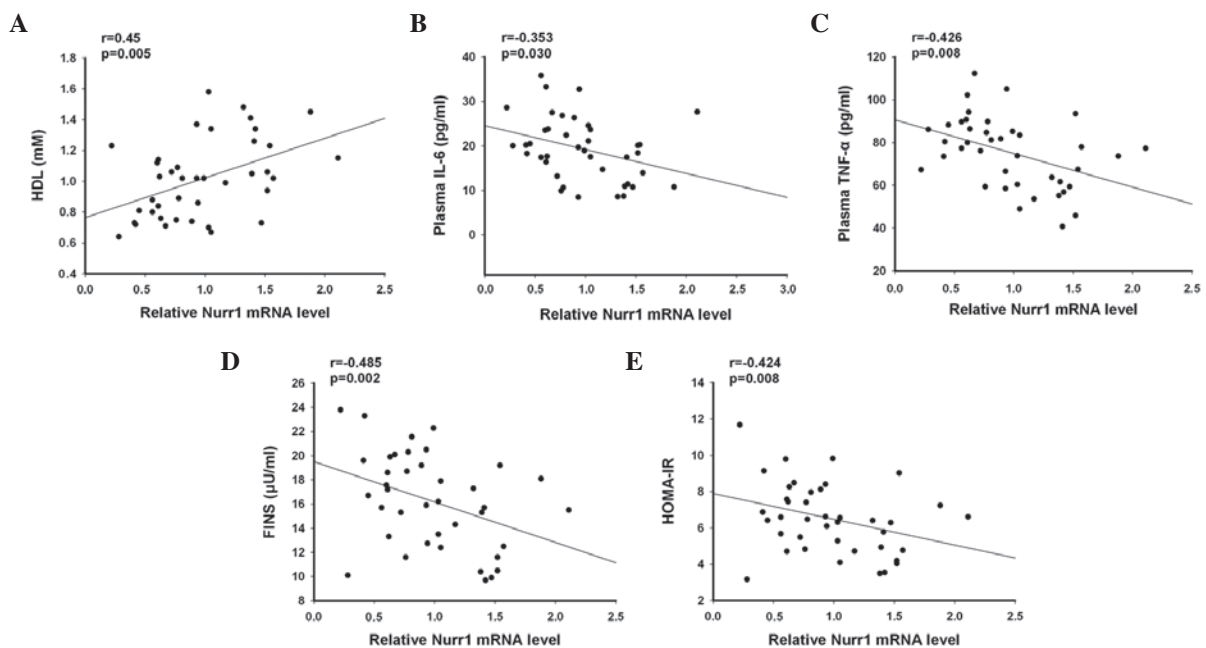 A
r=0.45
p=0.005
1.8
1.6
1.4
1.2
1.0
0.8
0.6
0.4
HDL (mM)
0.0 0.5 1.0 1.5 2.0 2.5
Relative Nurr1 mRNA level
B
r=-0.353
p=0.030
40
30
20
10
0
Plasma IL-6 (pg/ml)
0.0 0.5 1.0 1.5 2.0 2.5 3.0
Relative Nurr1 mRNA level
C
r=-0.426
p=0.008
120
100
80
60
40
20
Plasma TNF-α (pg/ml)
0.0 0.5 1.0 1.5 2.0 2.5
Relative Nurr1 mRNA level
D
r=-0.485
p=0.002
26
24
22
20
18
16
14
12
10
8
FINS (μU/ml)
0.0 0.5 1.0 1.5 2.0 2.5
Relative Nurr1 mRNA level
E
r=-0.424
p=0.008
14
12
10
8
6
4
2
HOMA-IR
0.0 0.5 1.0 1.5 2.0 2.5
Relative Nurr1 mRNA level